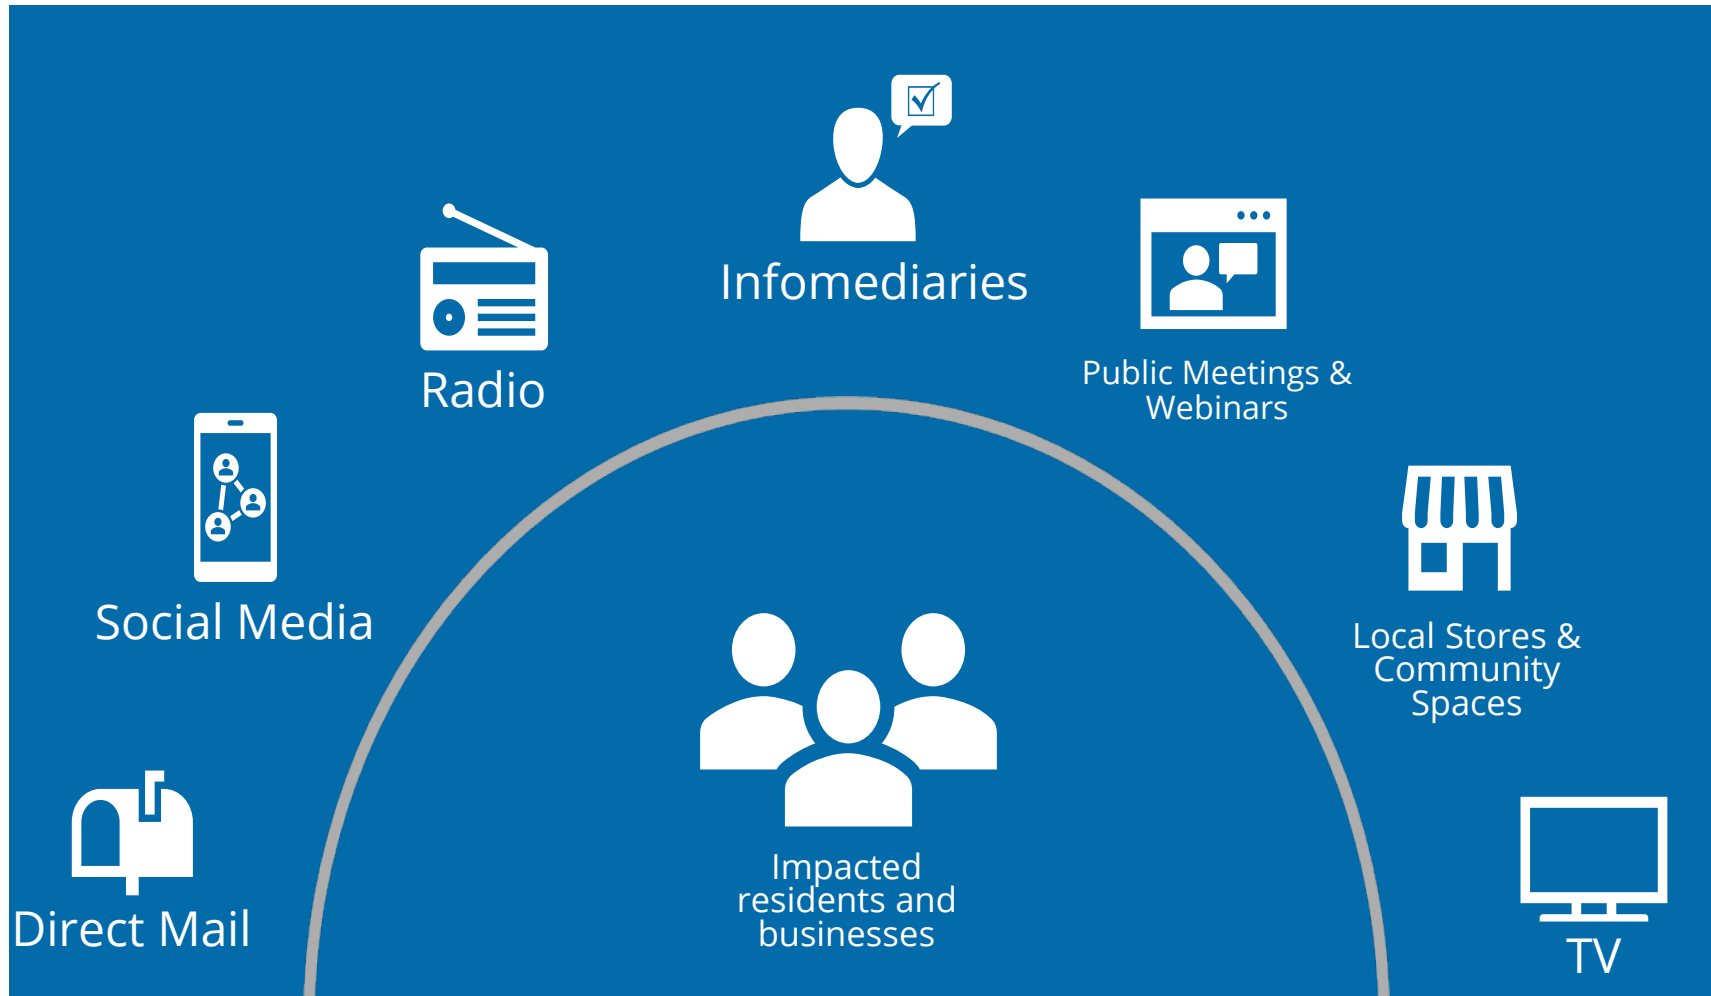 Infomediaries
Radio
Public Meetings &
Webinars
Social Media
Local Stores &
Community
Spaces
Impacted
residents and
businesses
Direct Mail
TV